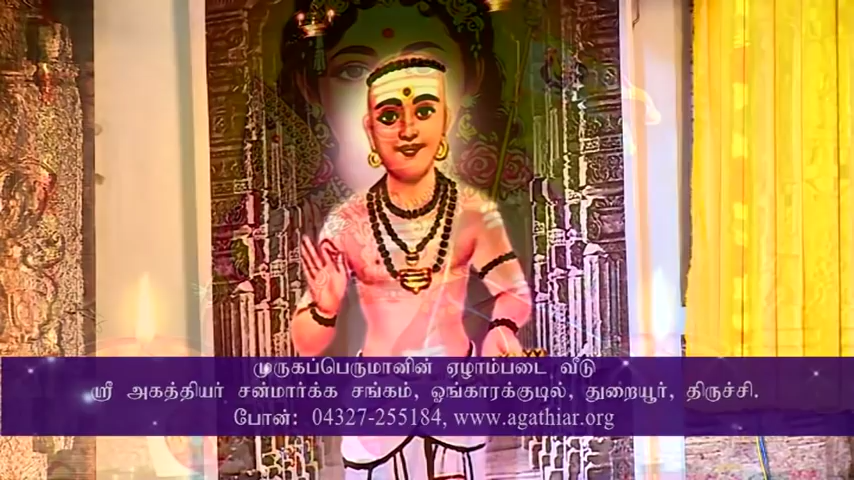 முருகப்பெருமானின் ஏழாம்படை வீடு
ஸ்ரீ அகத்தியர் சன்மார்க்க சங்கம், ஓங்காரக்குடில், துறையூர், திருச்சி.
போன்: 04327-255184, www.agathiar.org